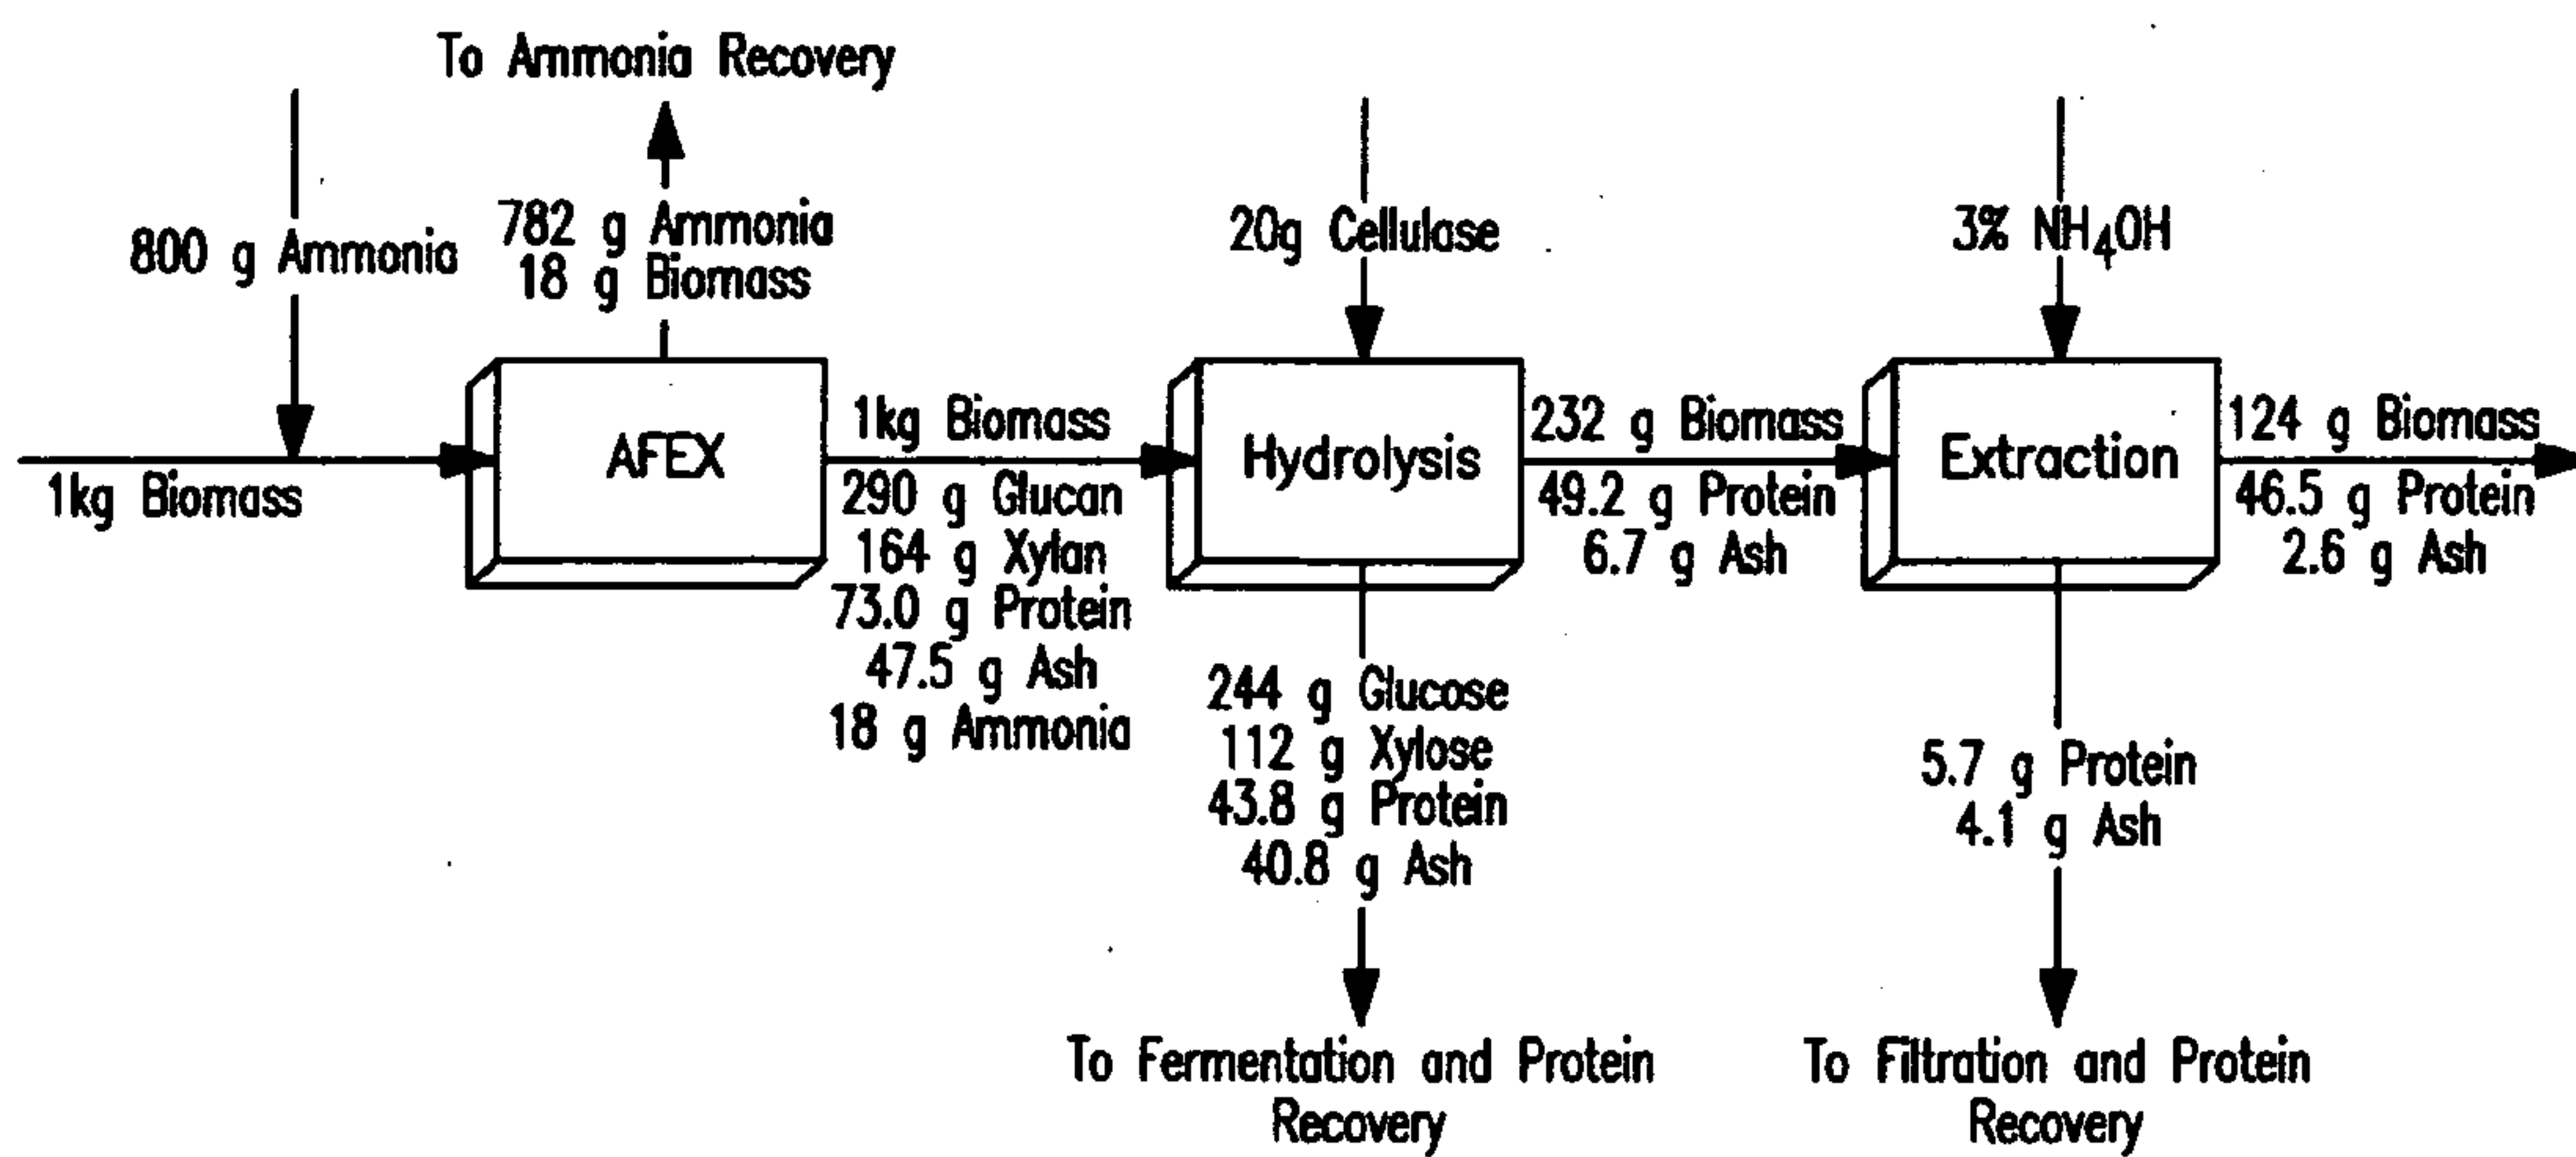 To Ammonia Recovery
800 g Ammonia
782 g Ammonia
18 g Biomass
20g Cellulase
3% NH4OH
1kg Biomass
AFEX
1kg Biomass
290 g Glucan
164 g Xylan
73.0 g Protein
47.5 g Ash
18 g Ammonia
Hydrolysis
232 g Biomass
49.2 g Protein
6.7 g Ash
Extraction
124 g Biomass
46.5 g Protein
2.6 g Ash
244 g Glucose
112 g Xylose
43.8 g Protein
40.8 g Ash
5.7 g Protein
4.1 g Ash
To Fermentation and Protein
Recovery
To Filtration and Protein
Recovery